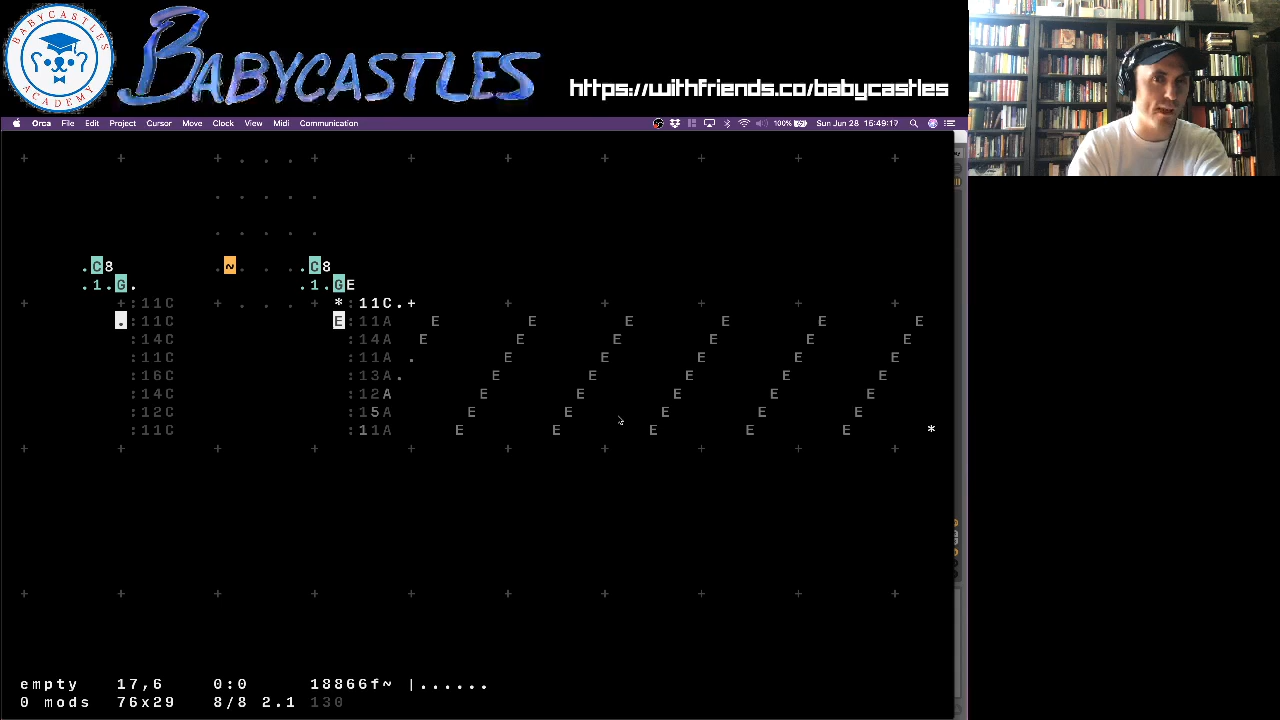 BABYCASTLES
ACADEMY
BABYCASTLES
https://withfriends.co/babycastles
Orca File Edit Project Cursor Move Clock View Midi Communication
100% Sun Jun 28 16:49:17
+ + + . . . + + + + + + +
. . . . .
. . . . .
.C8 .~. . ..C8
.1.G. .1.GE
+ +:11C + . . . + *:11C.+ + + + + +
.:11C E:11A E E E E E E
:14C :14A E E E E E E
:11C :11A . E E E E E
:16C :13A. E E E E E
:14C :12A E E E E E
:12C :15A E E E E E
:11C :11A E E E E E *
+ + + + + + + + + +
+ + + + + + + + + +
empty 17,6 0:0 18866f~ |......
0 mods 76x29 8/8 2.1 130